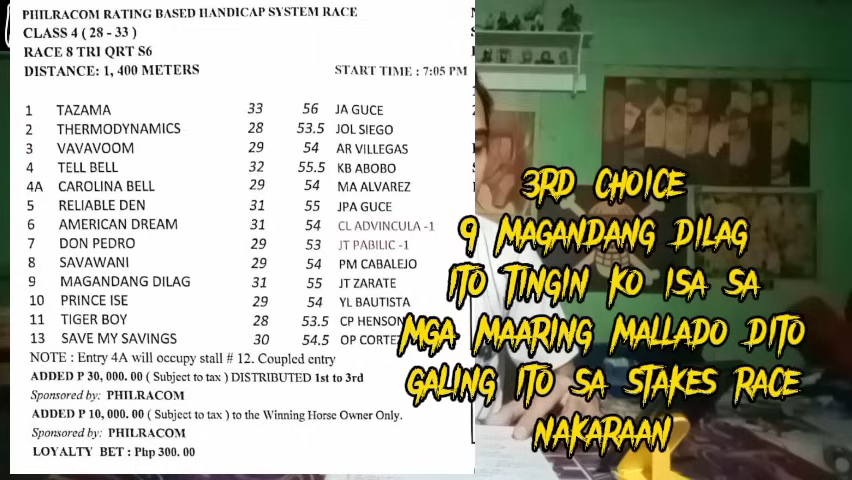 PHILRACOM RATING BASED HANDICAP SYSTEM RACE
CLASS 4 ( 28 - 33 )
RACE 8 TRI QRT S6
DISTANCE: 1, 400 METERS START TIME : 7:05 PM
1 TAZAMA 33 56 JA GUCE
2 THERMODYNAMICS 28 53.5 JOL SIEGO
3 VAVAVOOM 29 54 AR VILLEGAS
4 TELL BELL 32 55.5 KB ABOBO
4A CAROLINA BELL 29 54 MA ALVAREZ
5 RELIABLE DEN 31 55 JPA GUCE
6 AMERICAN DREAM 31 54 CL ADVINCULA -1
7 DON PEDRO 29 53 JT PABILIC -1
8 SAVAWANI 29 54 PM CABALEJO
9 MAGANDANG DILAG 31 55 JT ZARATE
10 PRINCE ISE 29 54 YL BAUTISTA
11 TIGER BOY 28 53.5 CP HENSON
13 SAVE MY SAVINGS 30 54.5 OP CORTEZ
NOTE : Entry 4A will occupy stall # 12. Coupled entry
ADDED P 30, 000. 00 ( Subject to tax ) DISTRIBUTED 1st to 3rd
Sponsored by: PHILRACOM
ADDED P 10, 000. 00 ( Subject to tax ) to the Winning Horse Owner Only.
Sponsored by: PHILRACOM
LOYALTY BET : Php 300. 00
3RD CHOICE
9 MAGANDANG DILAG
ITO TINGIN KO ISA SA
MGA MAARING MALLADO DITO
GALING ITO SA STAKES RACE
NAKARAAN